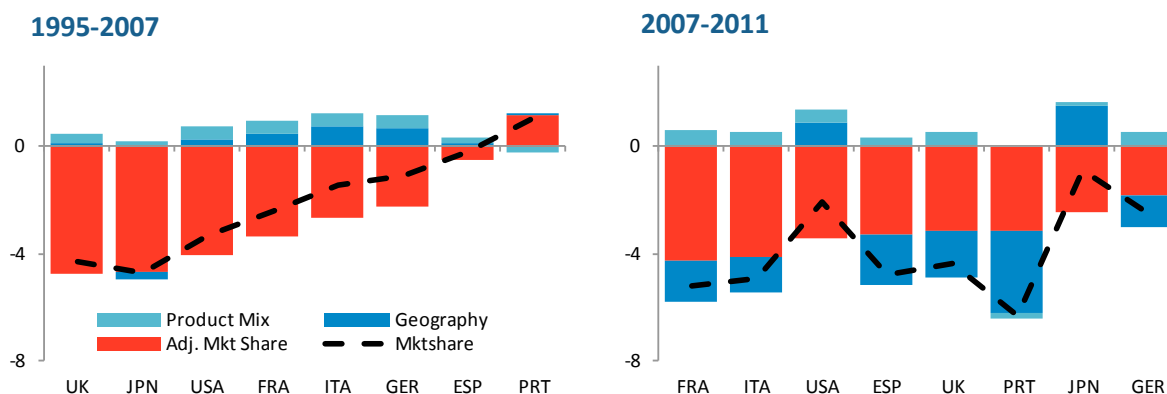 1995-2007
0
-4
-8
Product Mix Geography
Adj. Mkt Share Mktshare
UK JPN USA FRA ITA GER ESP PRT
2007-2011
0
-4
-8
FRA ITA USA ESP UK PRT JPN GER